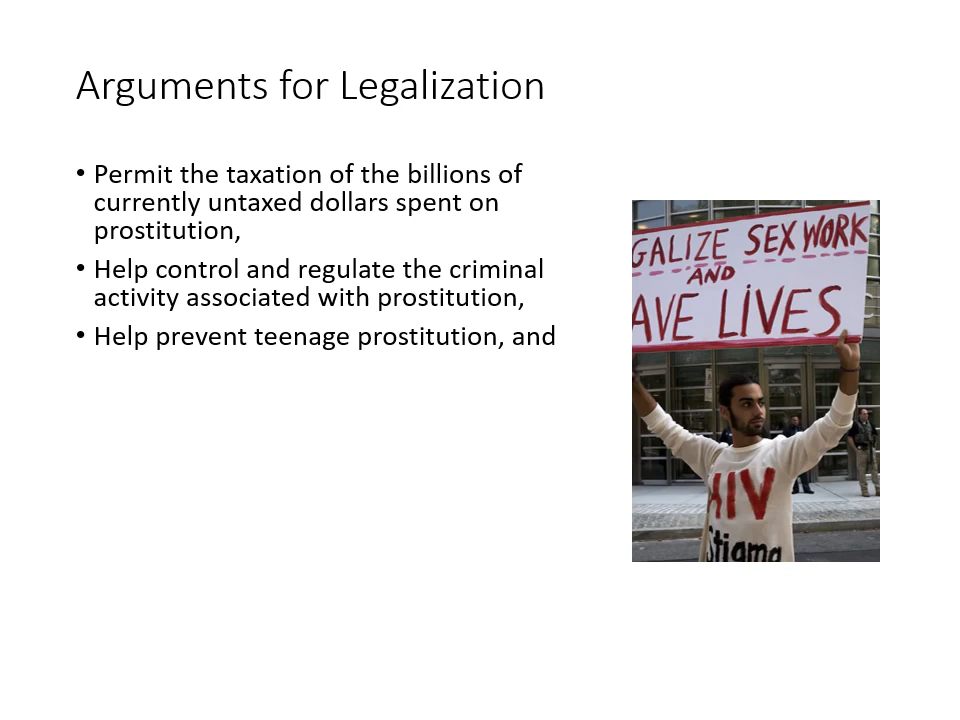 Arguments for Legalization
• Permit the taxation of the billions of
currently untaxed dollars spent on
prostitution,
• Help control and regulate the criminal
activity associated with prostitution,
• Help prevent teenage prostitution, and
GALIZE SEX WORK
AND
AVE LIVES
HIV
Stigma